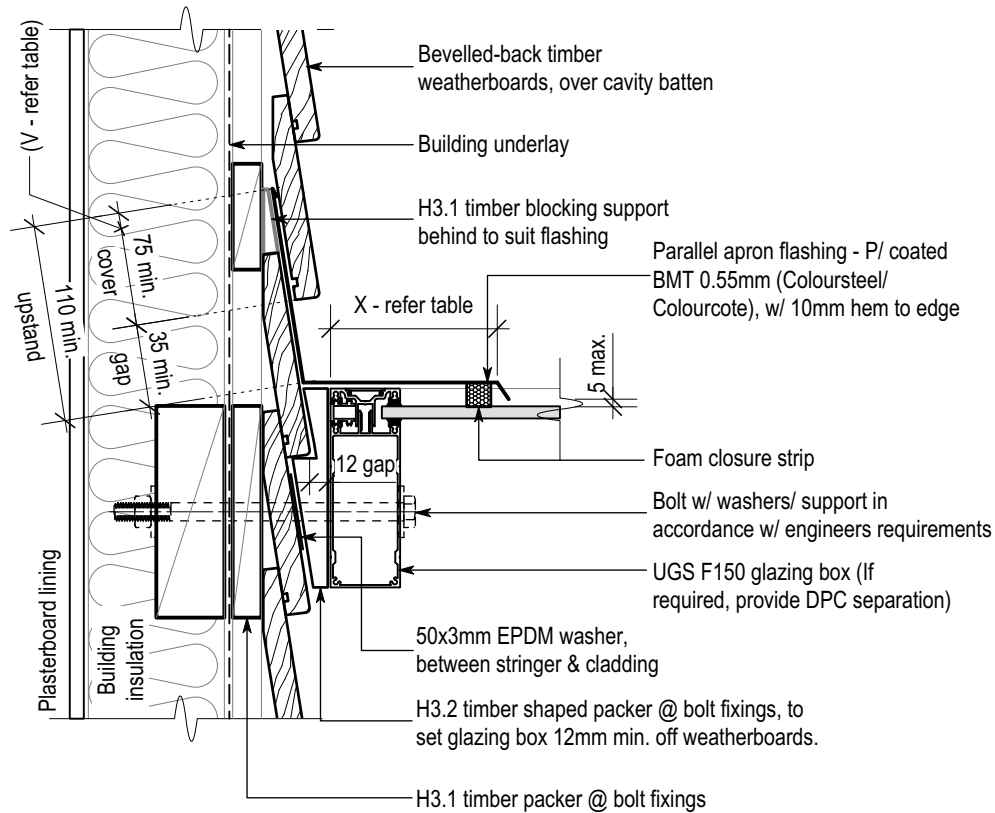 Bevelled-back timber
weatherboards, over cavity batten
Building underlay
H3.1 timber blocking support
behind to suit flashing
Parallel apron flashing - P/ coated
BMT 0.55mm (Coloursteel/
Colourcote), w/ 10mm hem to edge
X - refer table
5 max.
(V - refer table)
75 min.
cover
35 min.
gap
110 min.
upstand
12 gap
Foam closure strip
Bolt w/ washers/ support in
accordance w/ engineers requirements
UGS F150 glazing box (If
required, provide DPC separation)
50x3mm EPDM washer,
between stringer & cladding
H3.2 timber shaped packer @ bolt fixings, to
set glazing box 12mm min. off weatherboards.
H3.1 timber packer @ bolt fixings
Plasterboard lining
Building
insulation